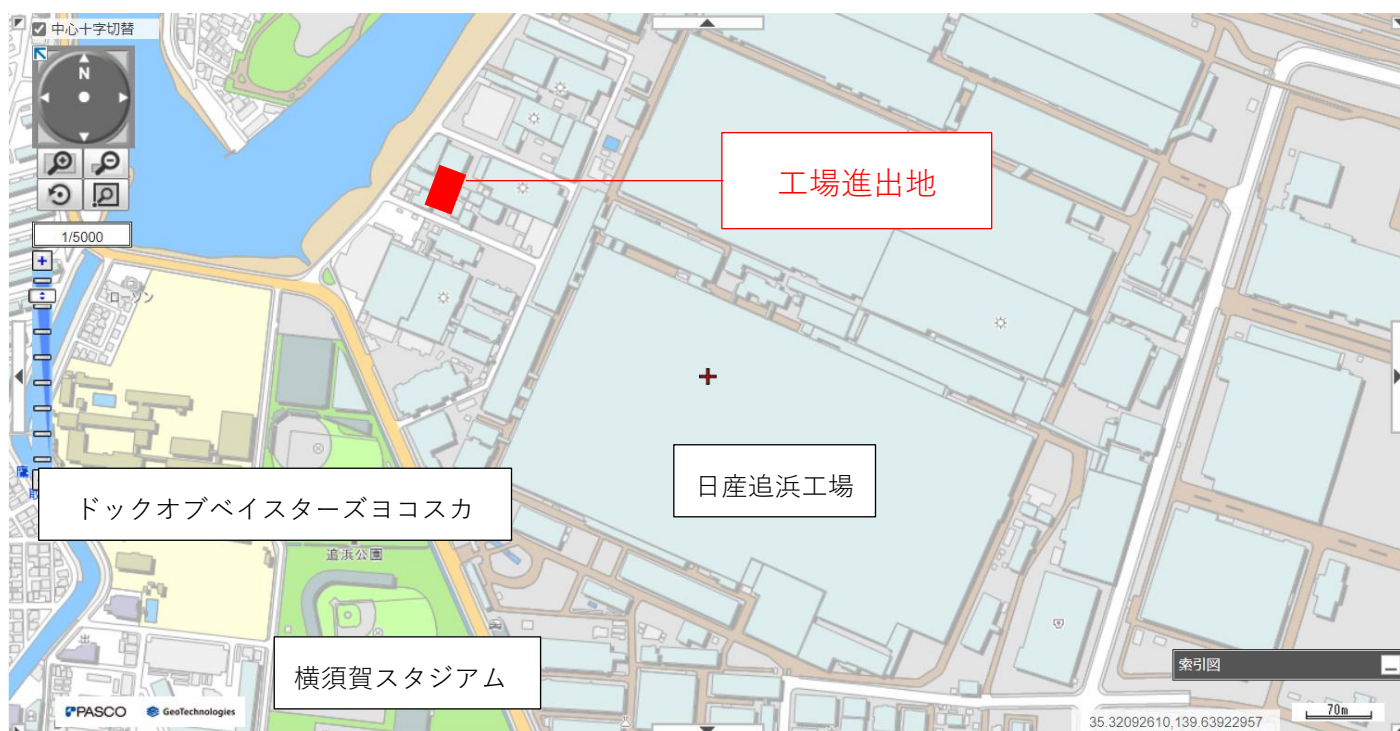 中心十字切替
N
1/5000
工場進出地
ローソン
日産追浜工場
ドックオブベイスターズヨコスカ
取
追浜公園
横須賀スタジアム
出
索引図
PASCO
GeoTechnologies
70m
35.32092610,139.63922957